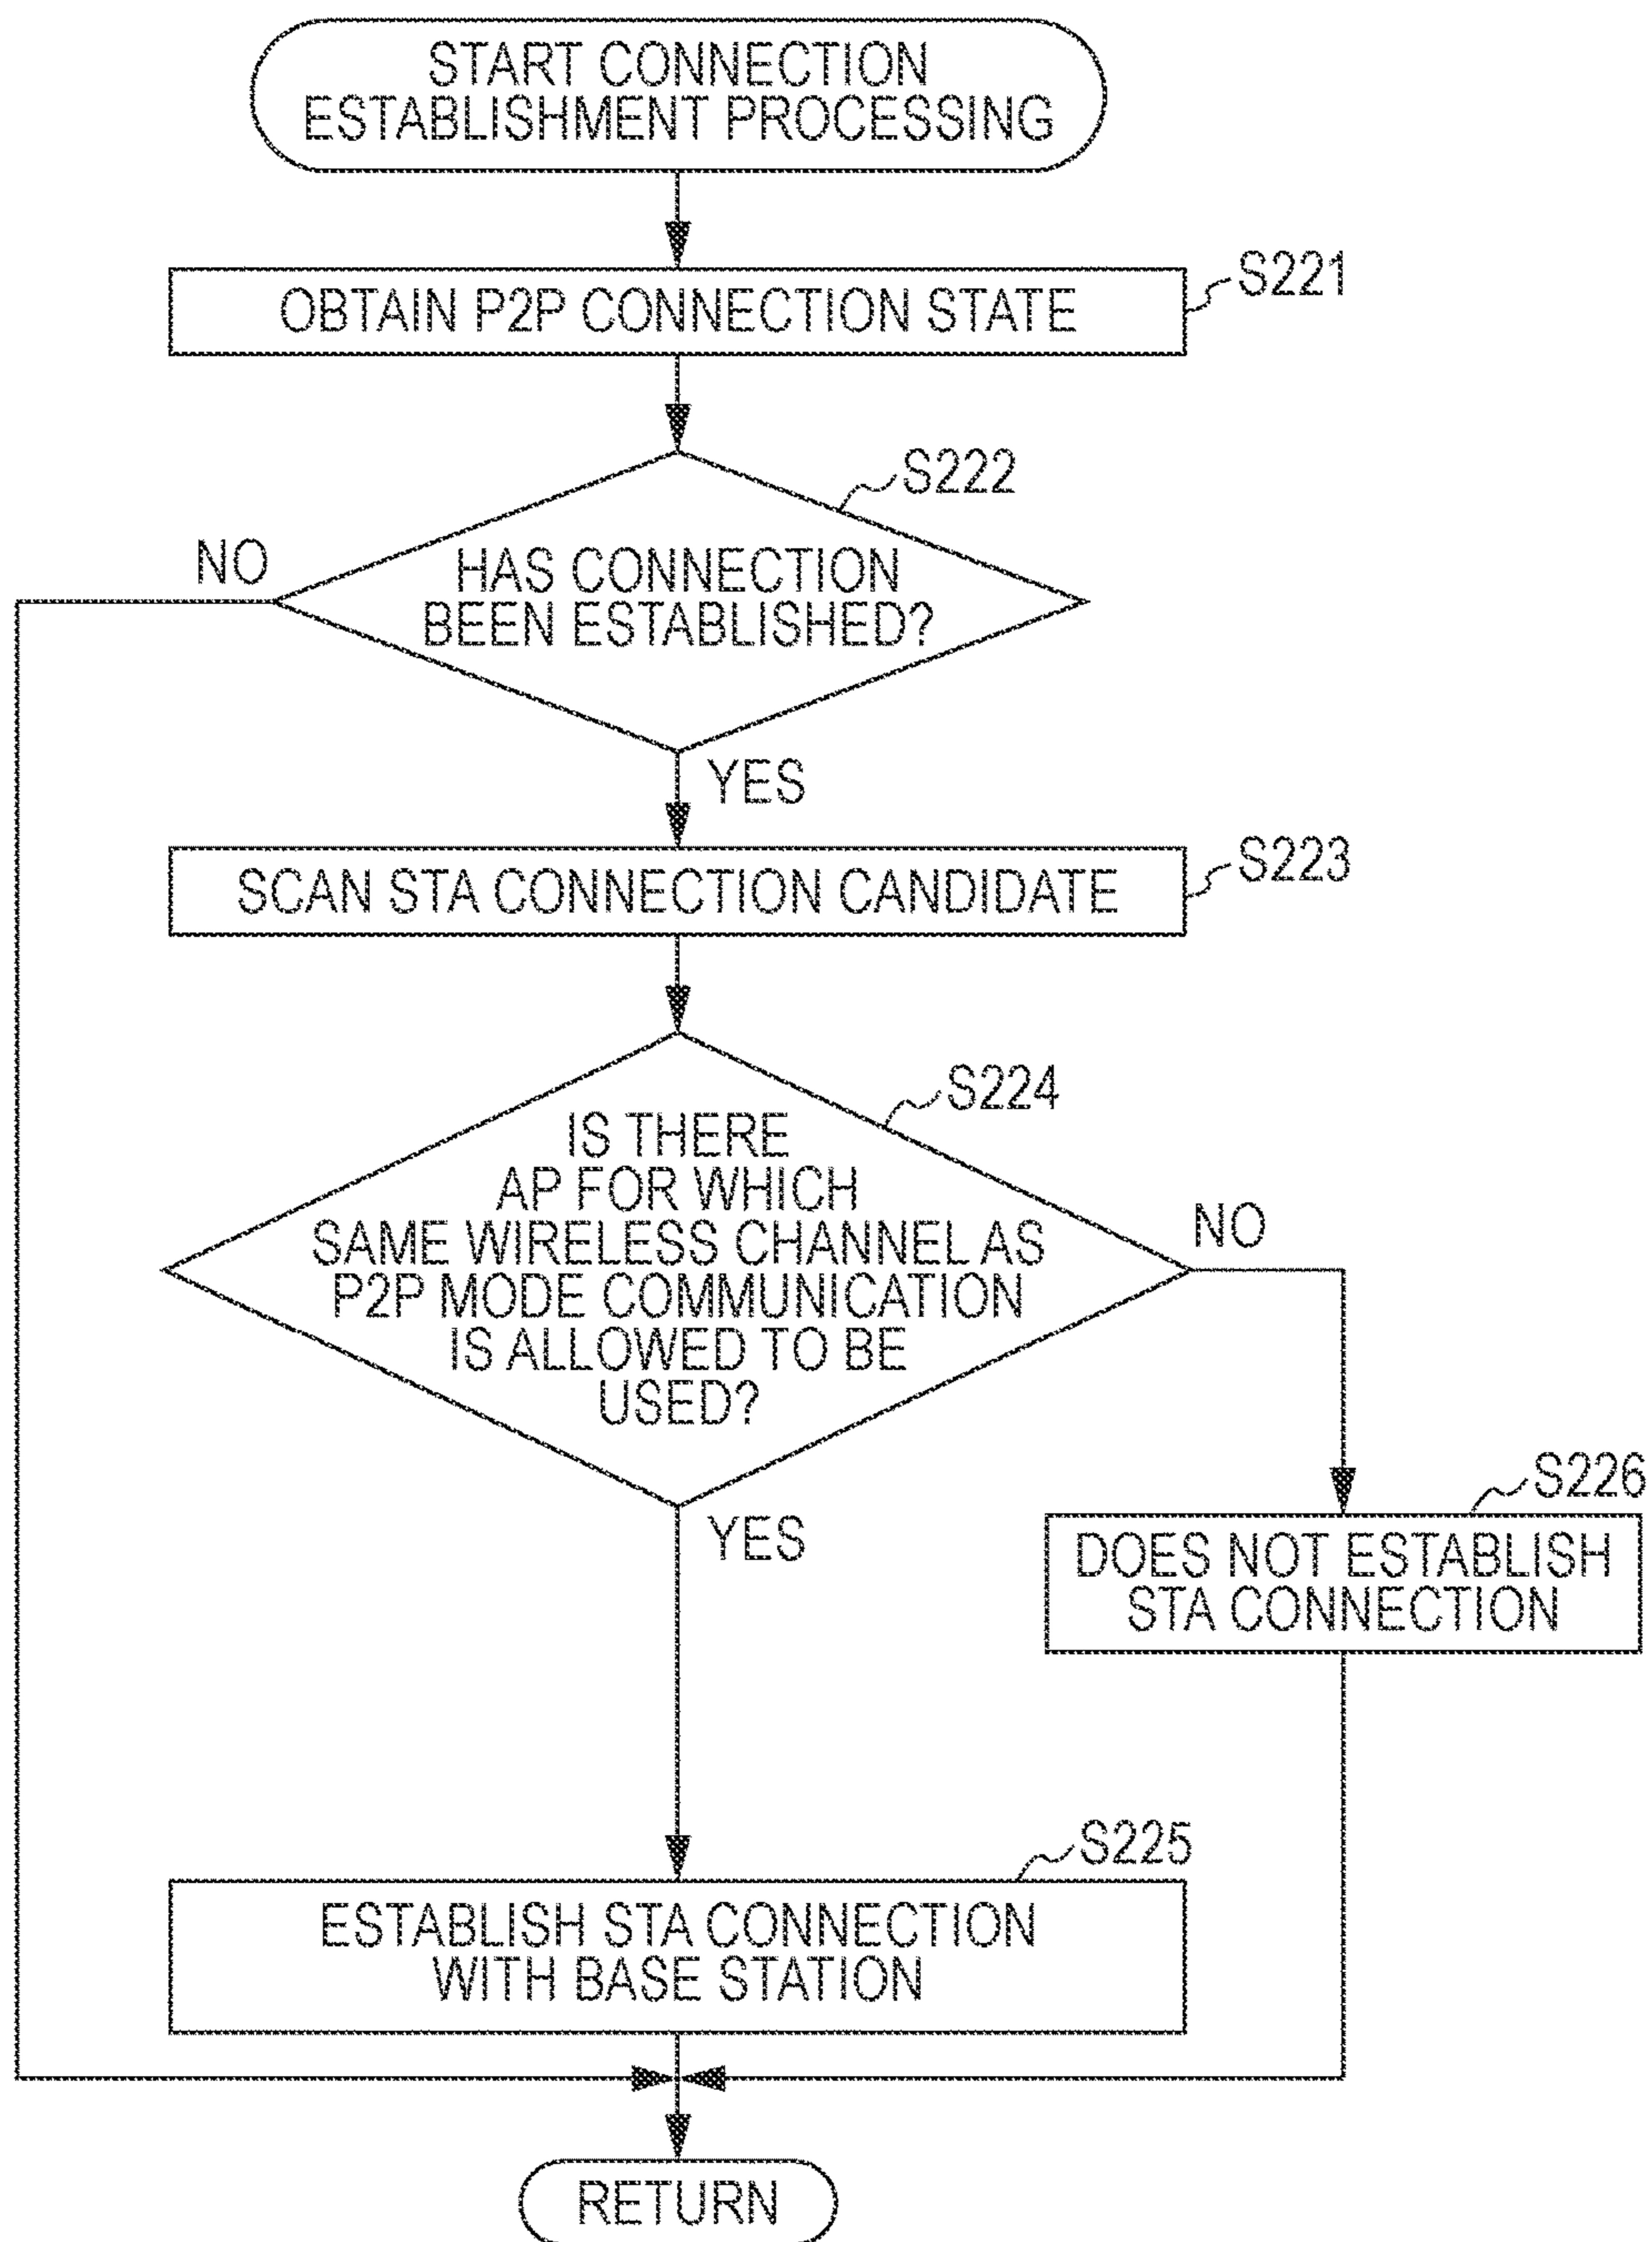 START CONNECTION
ESTABLISHMENT PROCESSING
OBTAIN P2P CONNECTION STATE
S221
S222
NO
HAS CONNECTION
BEEN ESTABLISHED?
YES
SCAN STA CONNECTION CANDIDATE
S223
S224
IS THERE
AP FOR WHICH
SAME WIRELESS CHANNEL AS
P2P MODE COMMUNICATION
IS ALLOWED TO BE
USED?
NO
YES
S226
DOES NOT ESTABLISH
STA CONNECTION
S225
ESTABLISH STA CONNECTION
WITH BASE STATION
RETURN